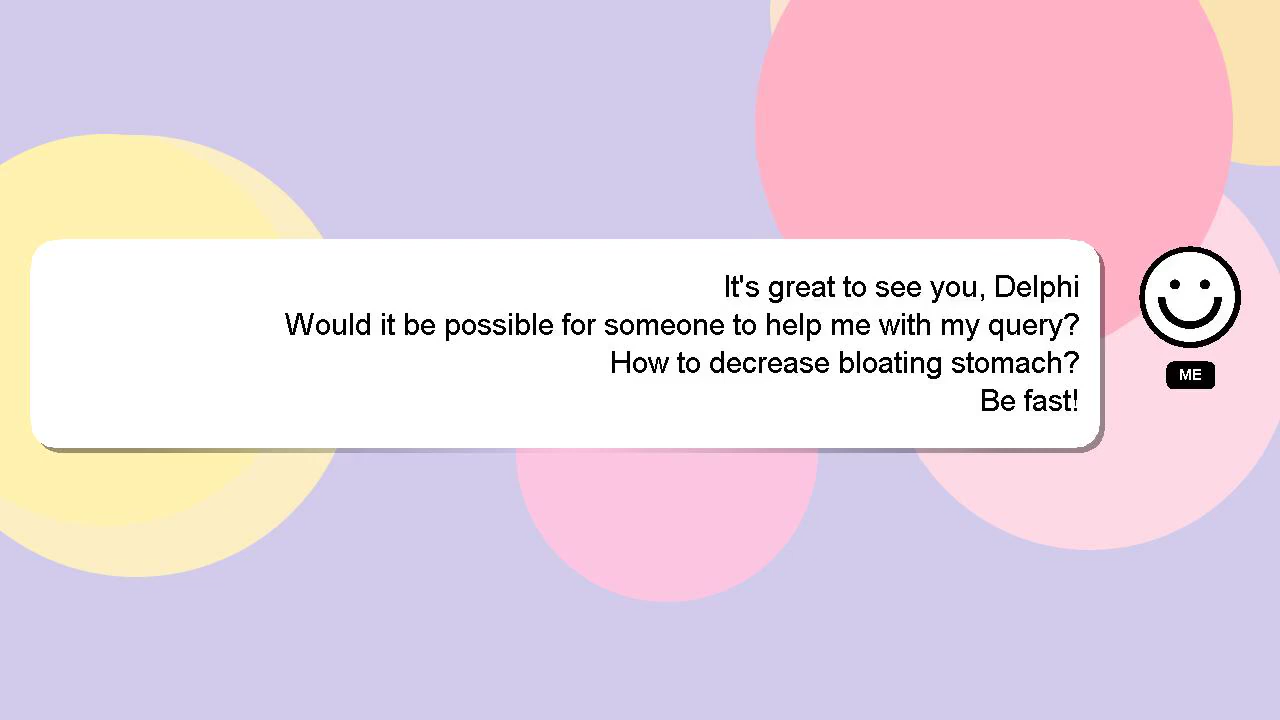 It's great to see you, Delphi
Would it be possible for someone to help me with my query?
How to decrease bloating stomach?
Be fast!
ME